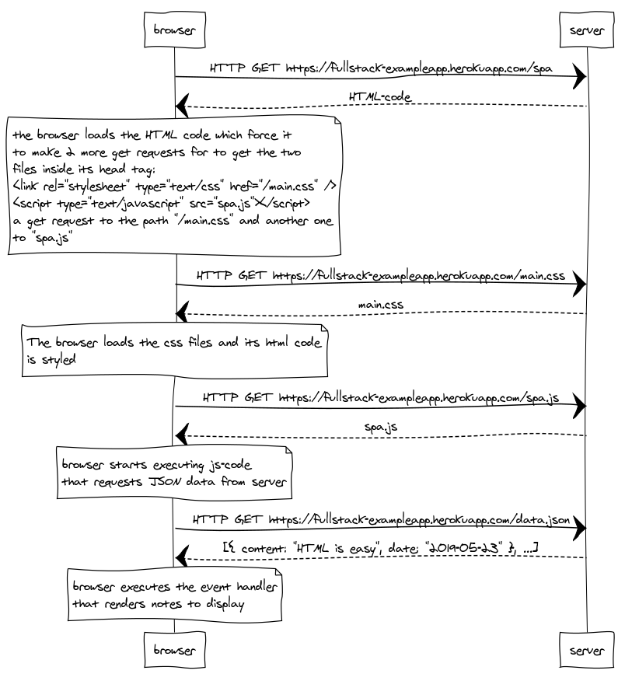 browser
server
HTTP GET https://fullstack-exampleapp.herokuapp.com/spa
HTML-code
the browser loads the HTML code which force it
to make 2 more get requests for to get the two
files inside its head tag:
<link rel="stylesheet" type="text/css" href="/main.css" />
<script type="text/javascript" src="spa.js"></script>
a get request to the path "/main.css" and another one
to "spa.js"
HTTP GET https://fullstack-exampleapp.herokuapp.com/main.css
main.css
The browser loads the css files and its html code
is styled
HTTP GET https://fullstack-exampleapp.herokuapp.com/spa.js
spa.js
browser starts executing js-code
that requests JSON data from server
HTTP GET https://fullstack-exampleapp.herokuapp.com/data.json
[{ content: "HTML is easy", date: "2019-05-23" }, ...]
browser executes the event handler
that renders notes to display
browser
server